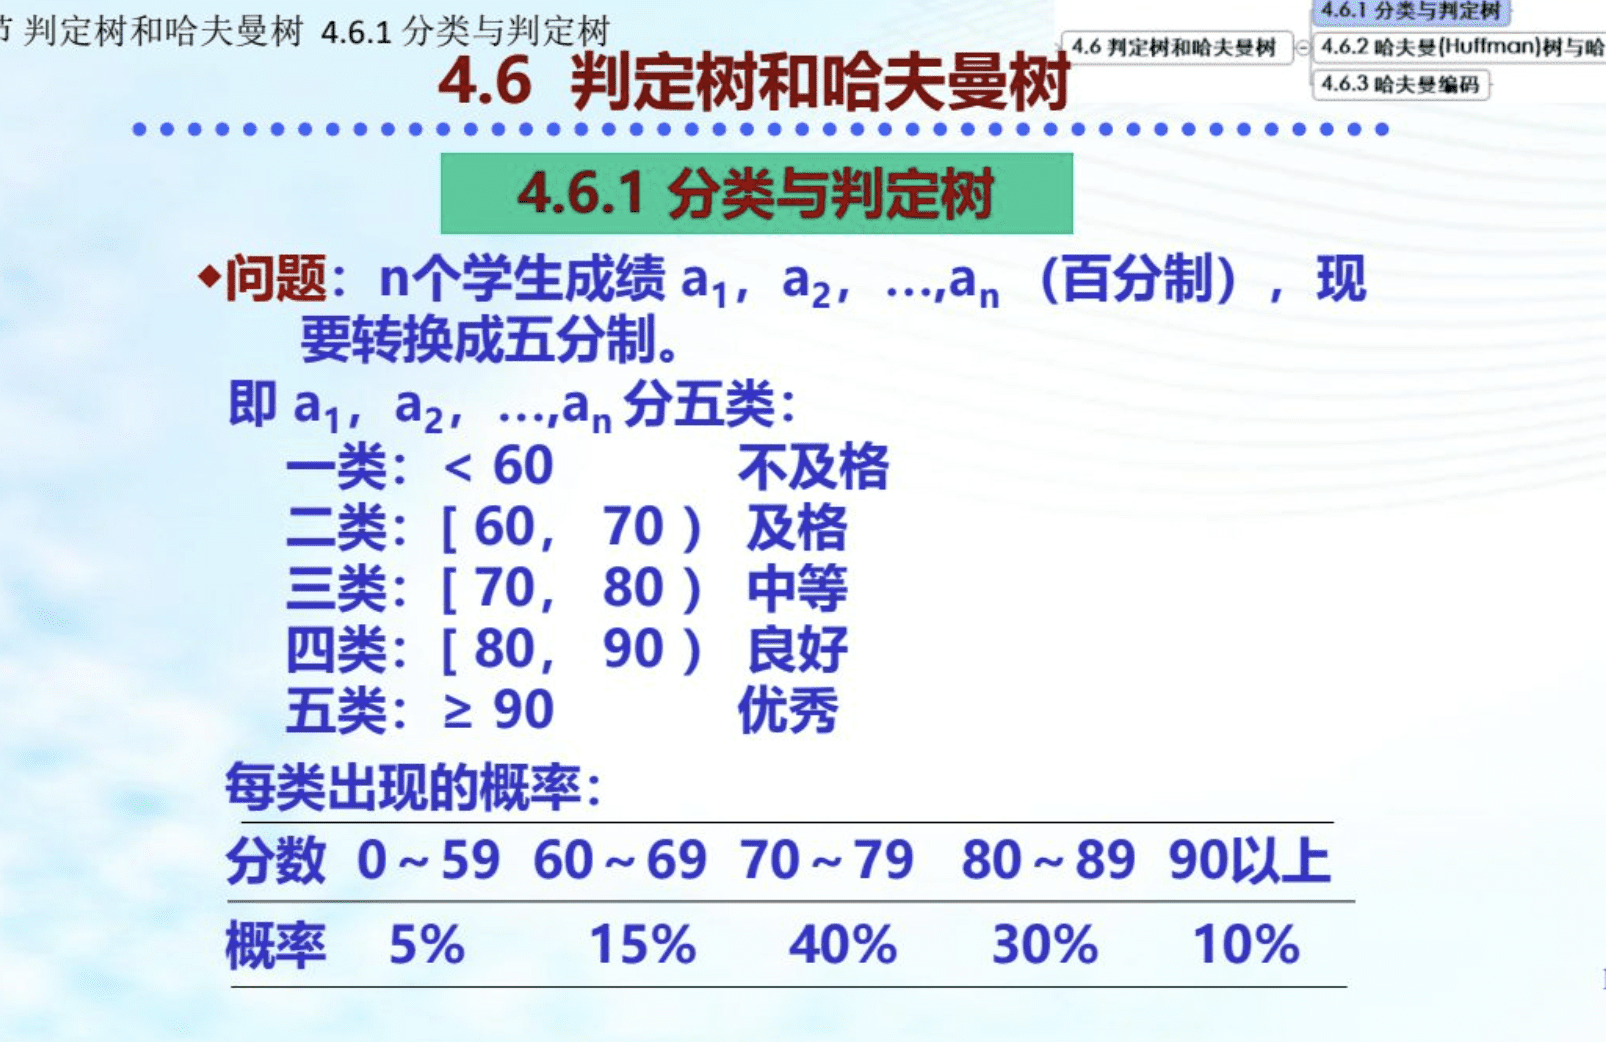 节 判定树和哈夫曼树 4.6.1 分类与判定树
4.6.1 分类与判定树
4.6 判定树和哈夫曼树
4.6.2 哈夫曼(Huffman)树与哈
4.6.3 哈夫曼编码
4.6 判定树和哈夫曼树
4.6.1 分类与判定树
◆问题：n个学生成绩 a1，a2，…,an （百分制），现
要转换成五分制。
即 a1，a2，…,an 分五类：
一类：< 60 不及格
二类：[ 60， 70 ） 及格
三类：[ 70， 80 ） 中等
四类：[ 80， 90 ） 良好
五类：≥ 90 优秀
每类出现的概率：
分数 0～59 60～69 70～79 80～89 90以上
概率 5% 15% 40% 30% 10%